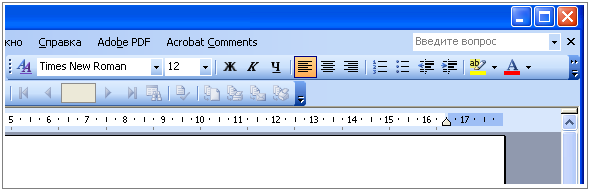 кно Справка Adobe PDF Acrobat Comments Введите вопрос
Times New Roman 12 Ж К Ч
5 6 7 8 9 10 11 12 13 14 15 16 17